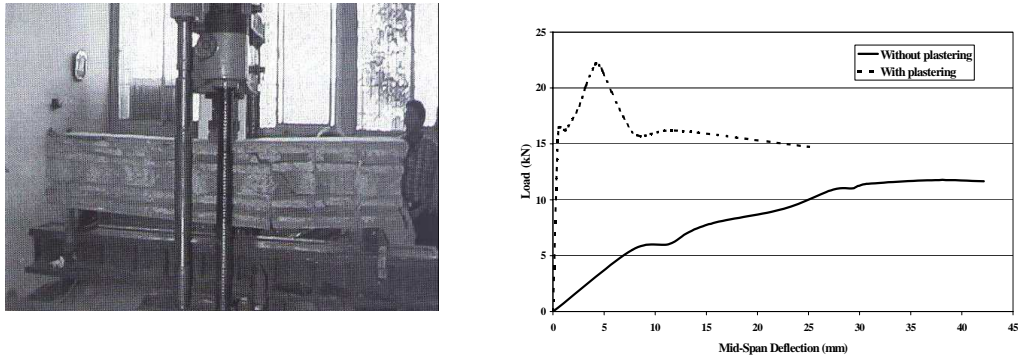 25
Without plastering
With plastering
20
15
10
5
0
Load (kN)
0 5 10 15 20 25 30 35 40 45
Mid-Span Deflection (mm)